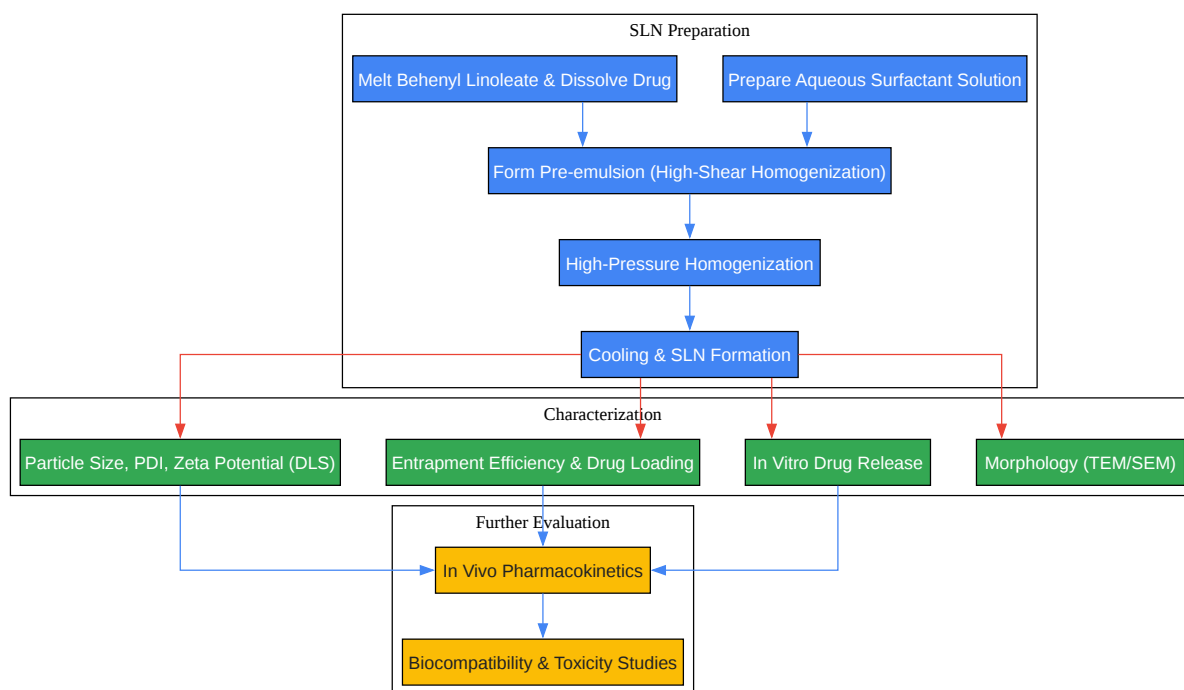 SLN Preparation
Melt Behenyl Linoleate & Dissolve Drug
Prepare Aqueous Surfactant Solution
Form Pre-emulsion (High-Shear Homogenization)
High-Pressure Homogenization
Cooling & SLN Formation
Characterization
Particle Size, PDI, Zeta Potential (DLS)
Entrapment Efficiency & Drug Loading
In Vitro Drug Release
Morphology (TEM/SEM)
Further Evaluation
In Vivo Pharmacokinetics
Biocompatibility & Toxicity Studies